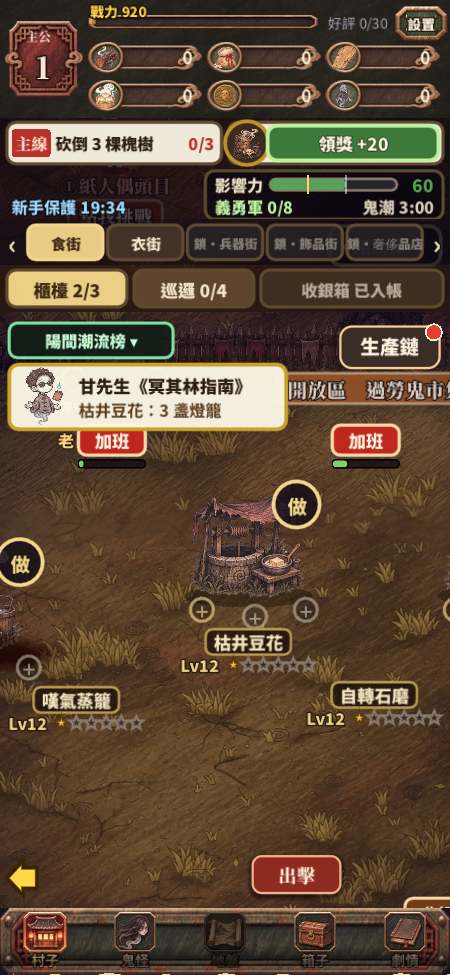 戰力.920
主公
1
好評 0/30
設置
0
0
0
0
0
0
主線 砍倒 3 棵槐樹 0/3
領獎 +20
紙人偶頭目
影響力 60
新手保護 19:34
義勇軍 0/8 鬼潮 3:00
‹ 食街 衣街 鎖·兵器街 鎖·飾品街 鎖·奢侈品店 ›
櫃檯 2/3 巡邏 0/4 收銀箱 已入帳
陽間潮流榜 ▾
生產鏈
甘先生《冥其林指南》
枯井豆花：3 盞燈籠
開放區 過勞鬼市
老 加班
加班
做
做
枯井豆花
Lv12
嘆氣蒸籠
Lv12
自轉石磨
Lv12
出擊
村子 鬼怪 地盤 箱子 劇情